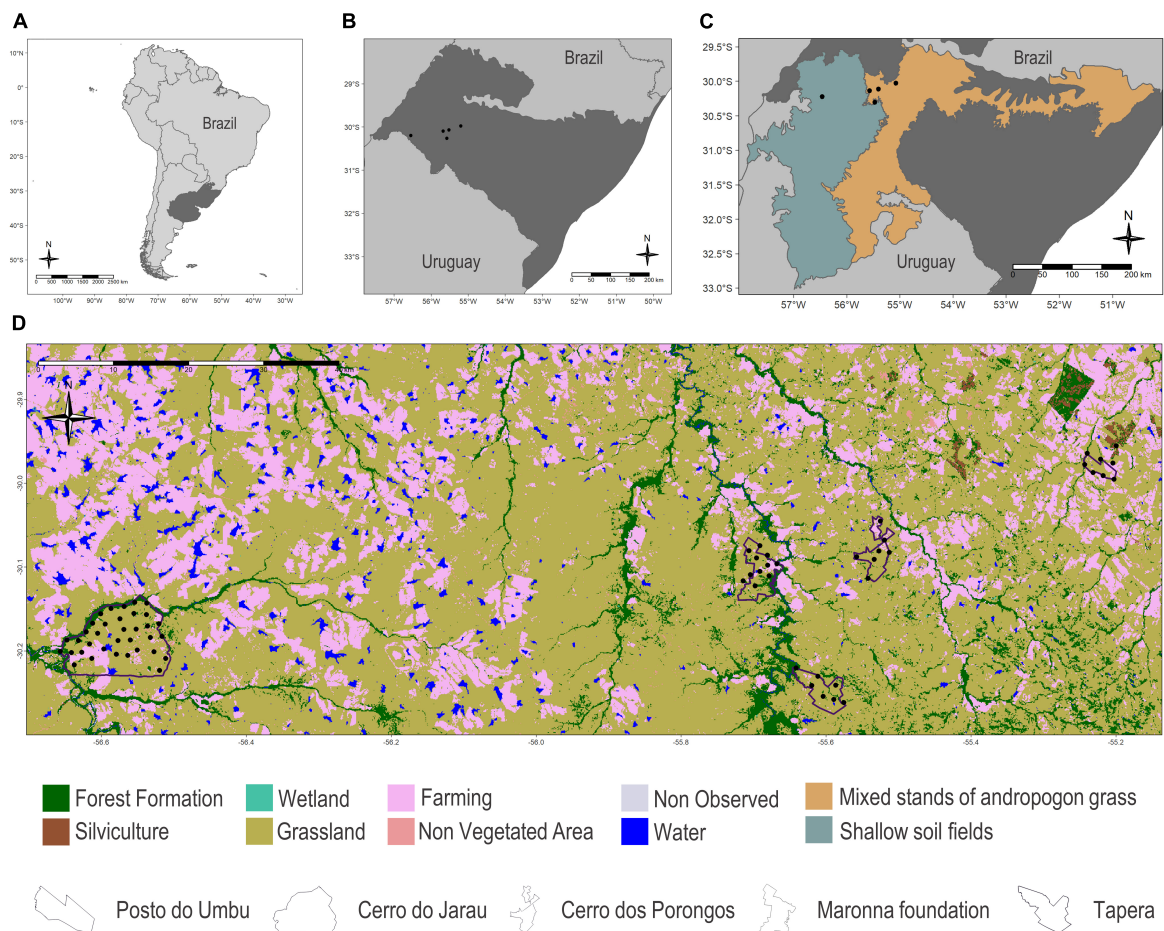 A
10°N
0°
10°S
20°S
30°S
40°S
50°S
Brazil
N
0 500 1000 1500 2000 2500 km
100°W 90°W 80°W 70°W 60°W 50°W 40°W 30°W
B
29°S
30°S
31°S
32°S
33°S
Brazil
Uruguay
N
0 50 100 150 200 km
57°W 56°W 55°W 54°W 53°W 52°W 51°W 50°W
C
29.5°S
30.0°S
30.5°S
31.0°S
31.5°S
32.0°S
32.5°S
33.0°S
Brazil
Uruguay
N
0 50 100 150 200 km
57°W 56°W 55°W 54°W 53°W 52°W 51°W
D
0 10 20 30 40 km
N
-29.9
-30.0
-30.1
-30.2
-56.6 -56.4 -56.2 -56.0 -55.8 -55.6 -55.4 -55.2
Forest Formation Wetland Farming Non Observed Mixed stands of andropogon grass
Silviculture Grassland Non Vegetated Area Water Shallow soil fields
Posto do Umbu Cerro do Jarau Cerro dos Porongos Maronna foundation Tapera